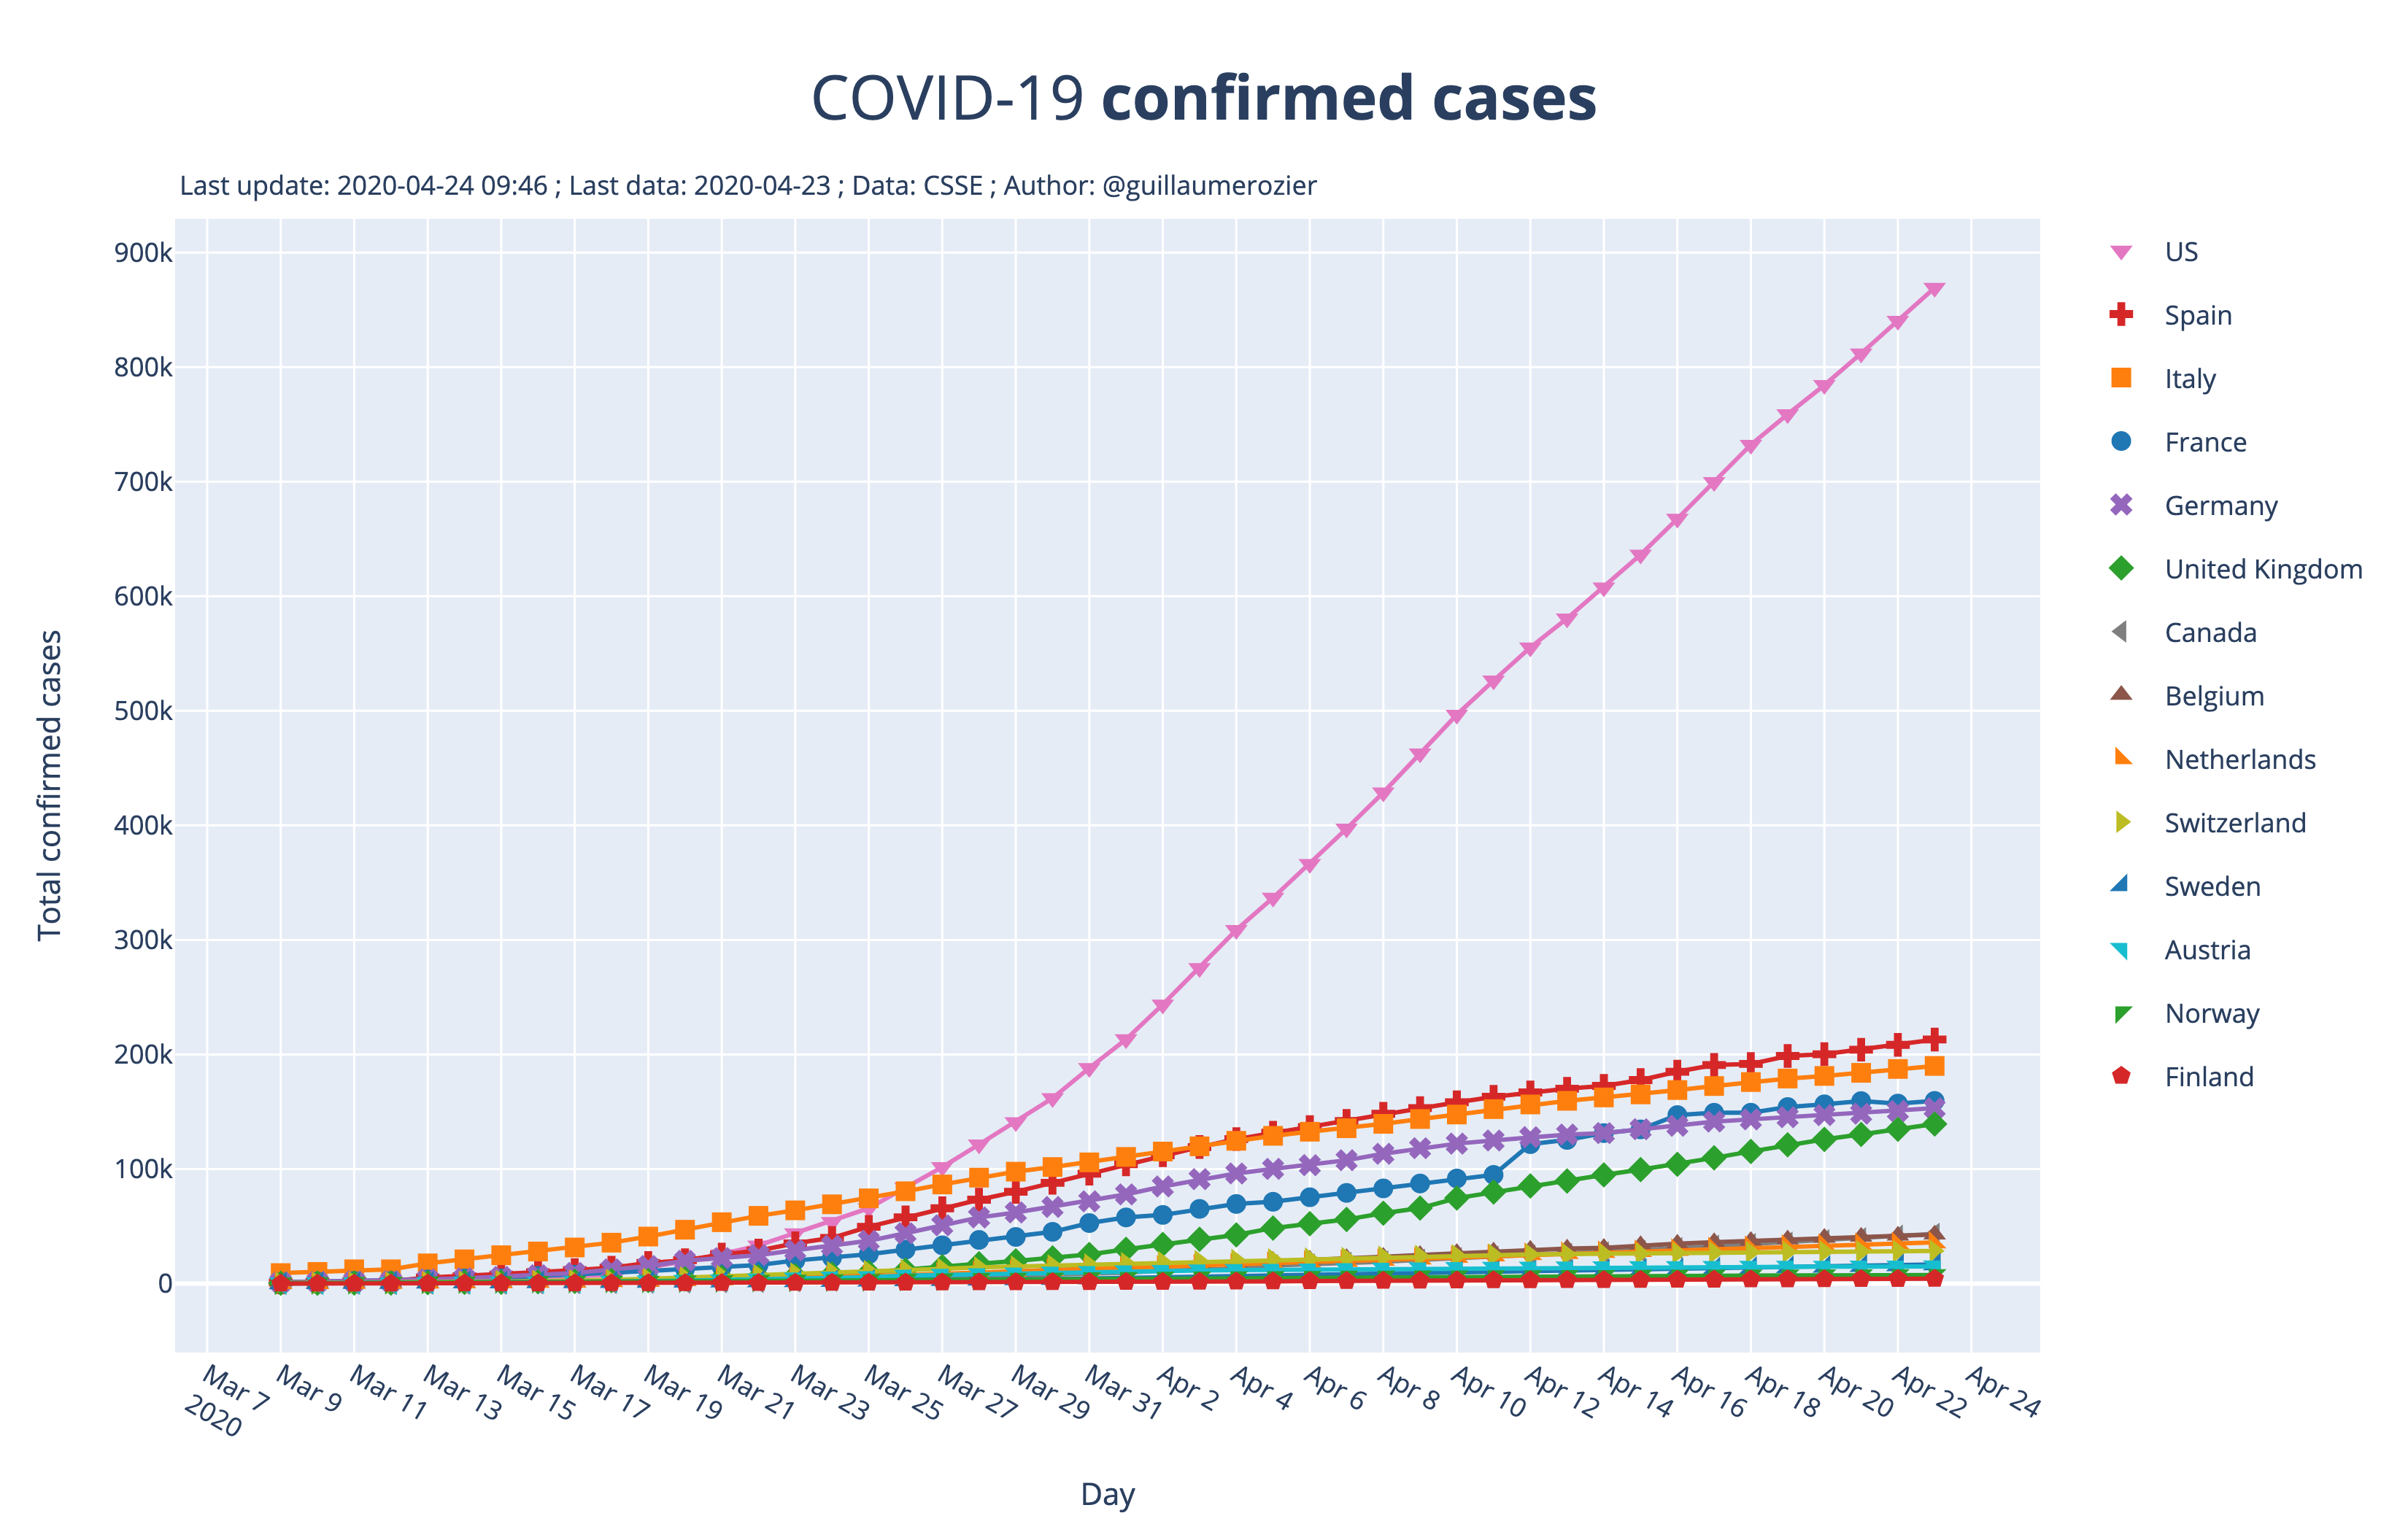 COVID-19 confirmed cases
Last update: 2020-04-24 09:46 ; Last data: 2020-04-23 ; Data: CSSE ; Author: @guillaumerozier
900k
800k
700k
600k
500k
400k
300k
200k
100k
0
Total confirmed cases
Mar 7
2020
Mar 9
Mar 11
Mar 13
Mar 15
Mar 17
Mar 19
Mar 21
Mar 23
Mar 25
Mar 27
Mar 29
Mar 31
Apr 2
Apr 4
Apr 6
Apr 8
Apr 10
Apr 12
Apr 14
Apr 16
Apr 18
Apr 20
Apr 22
Apr 24
Day
US
Spain
Italy
France
Germany
United Kingdom
Canada
Belgium
Netherlands
Switzerland
Sweden
Austria
Norway
Finland